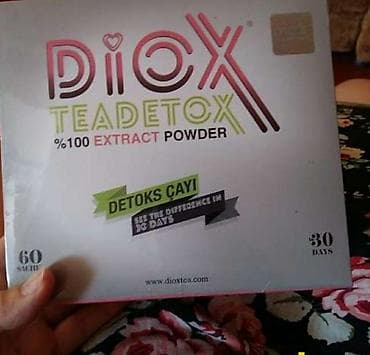 DiOX
TEADETOX
%100 EXTRACT POWDER
DETOKS ÇAYI
SEE THE DIFFERENCE IN
30 DAYS
60
SACHE
30
DAYS
www.dioxtea.com